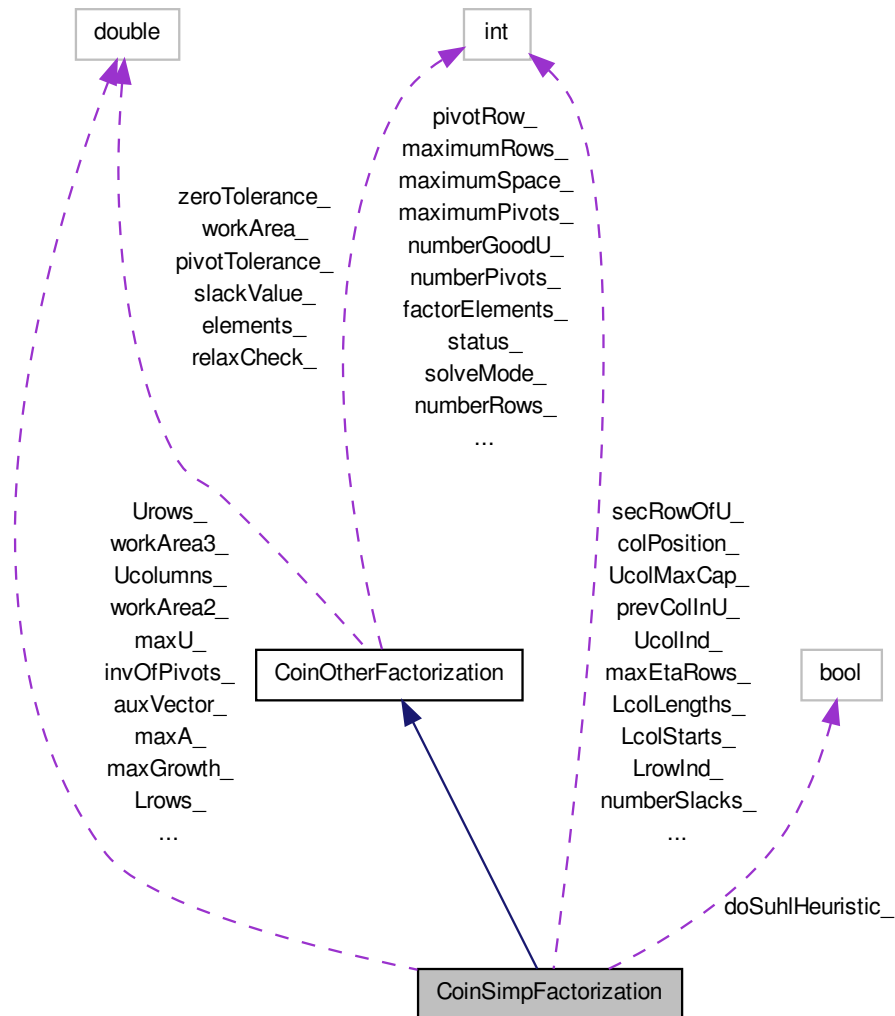 double
int
pivotRow_
maximumRows_
maximumSpace_
maximumPivots_
numberGoodU_
numberPivots_
factorElements_
status_
solveMode_
numberRows_
...
zeroTolerance_
workArea_
pivotTolerance_
slackValue_
elements_
relaxCheck_
Urows_
workArea3_
Ucolumns_
workArea2_
maxU_
invOfPivots_
auxVector_
maxA_
maxGrowth_
Lrows_
...
secRowOfU_
colPosition_
UcolMaxCap_
prevColInU_
UcolInd_
maxEtaRows_
LcolLengths_
LcolStarts_
LrowInd_
numberSlacks_
...
CoinOtherFactorization
bool
doSuhlHeuristic_
CoinSimpFactorization